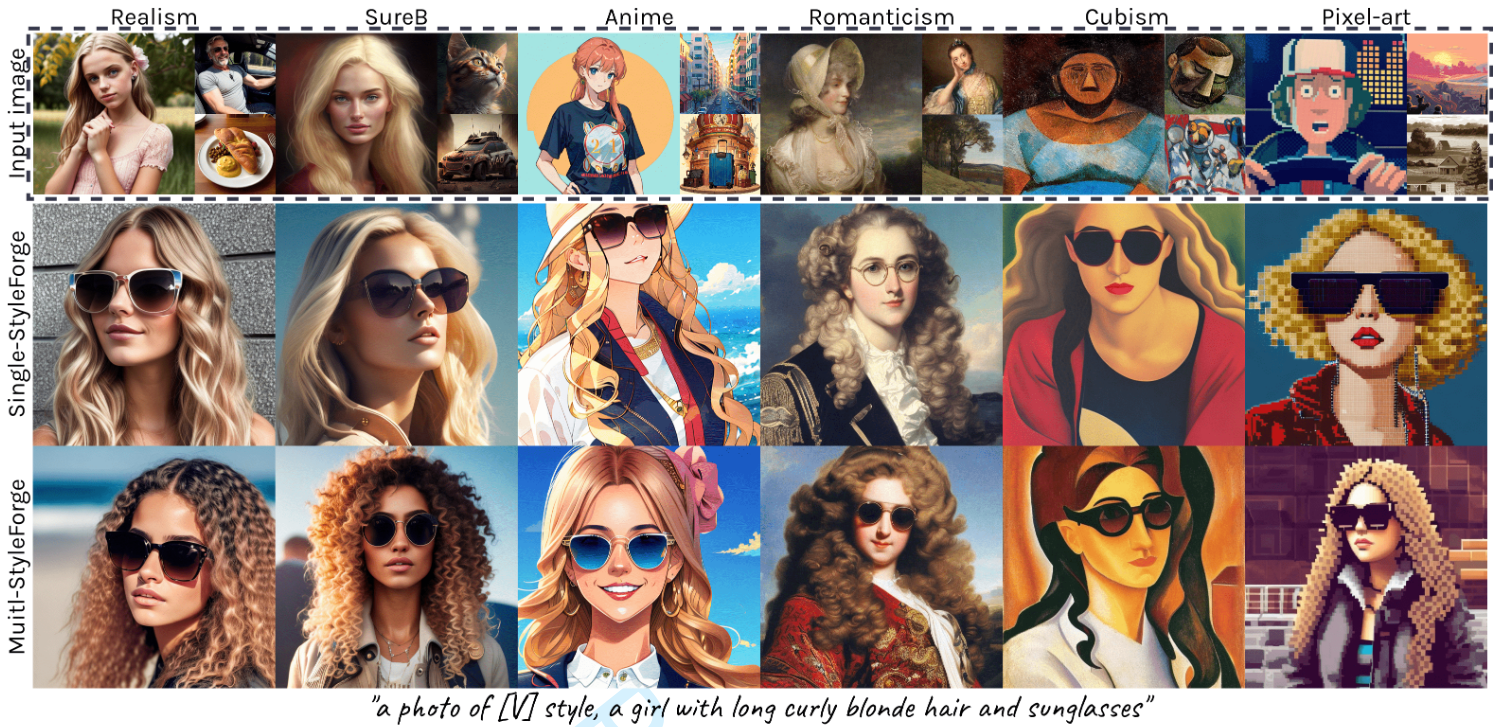 Realism SureB Anime Romanticism Cubism Pixel-art
Input image
Single-StyleForge
MuitI-StyleForge
"a photo of [V] style, a girl with long curly blonde hair and sunglasses"